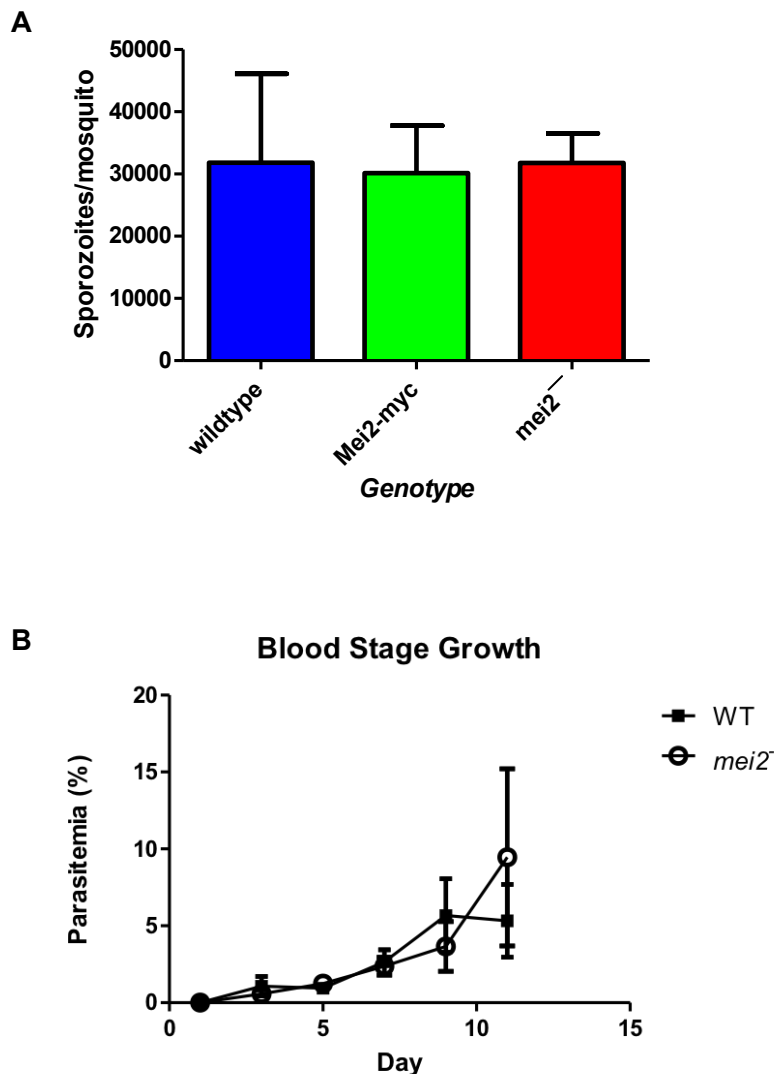 A
50000
40000
30000
20000
10000
0
Sporozoites/mosquito
wildtype
Mei2-myc
mei2—
Genotype
B
Blood Stage Growth
20
15
10
5
0
Parasitemia (%)
0 5 10 15
Day
WT
mei2-